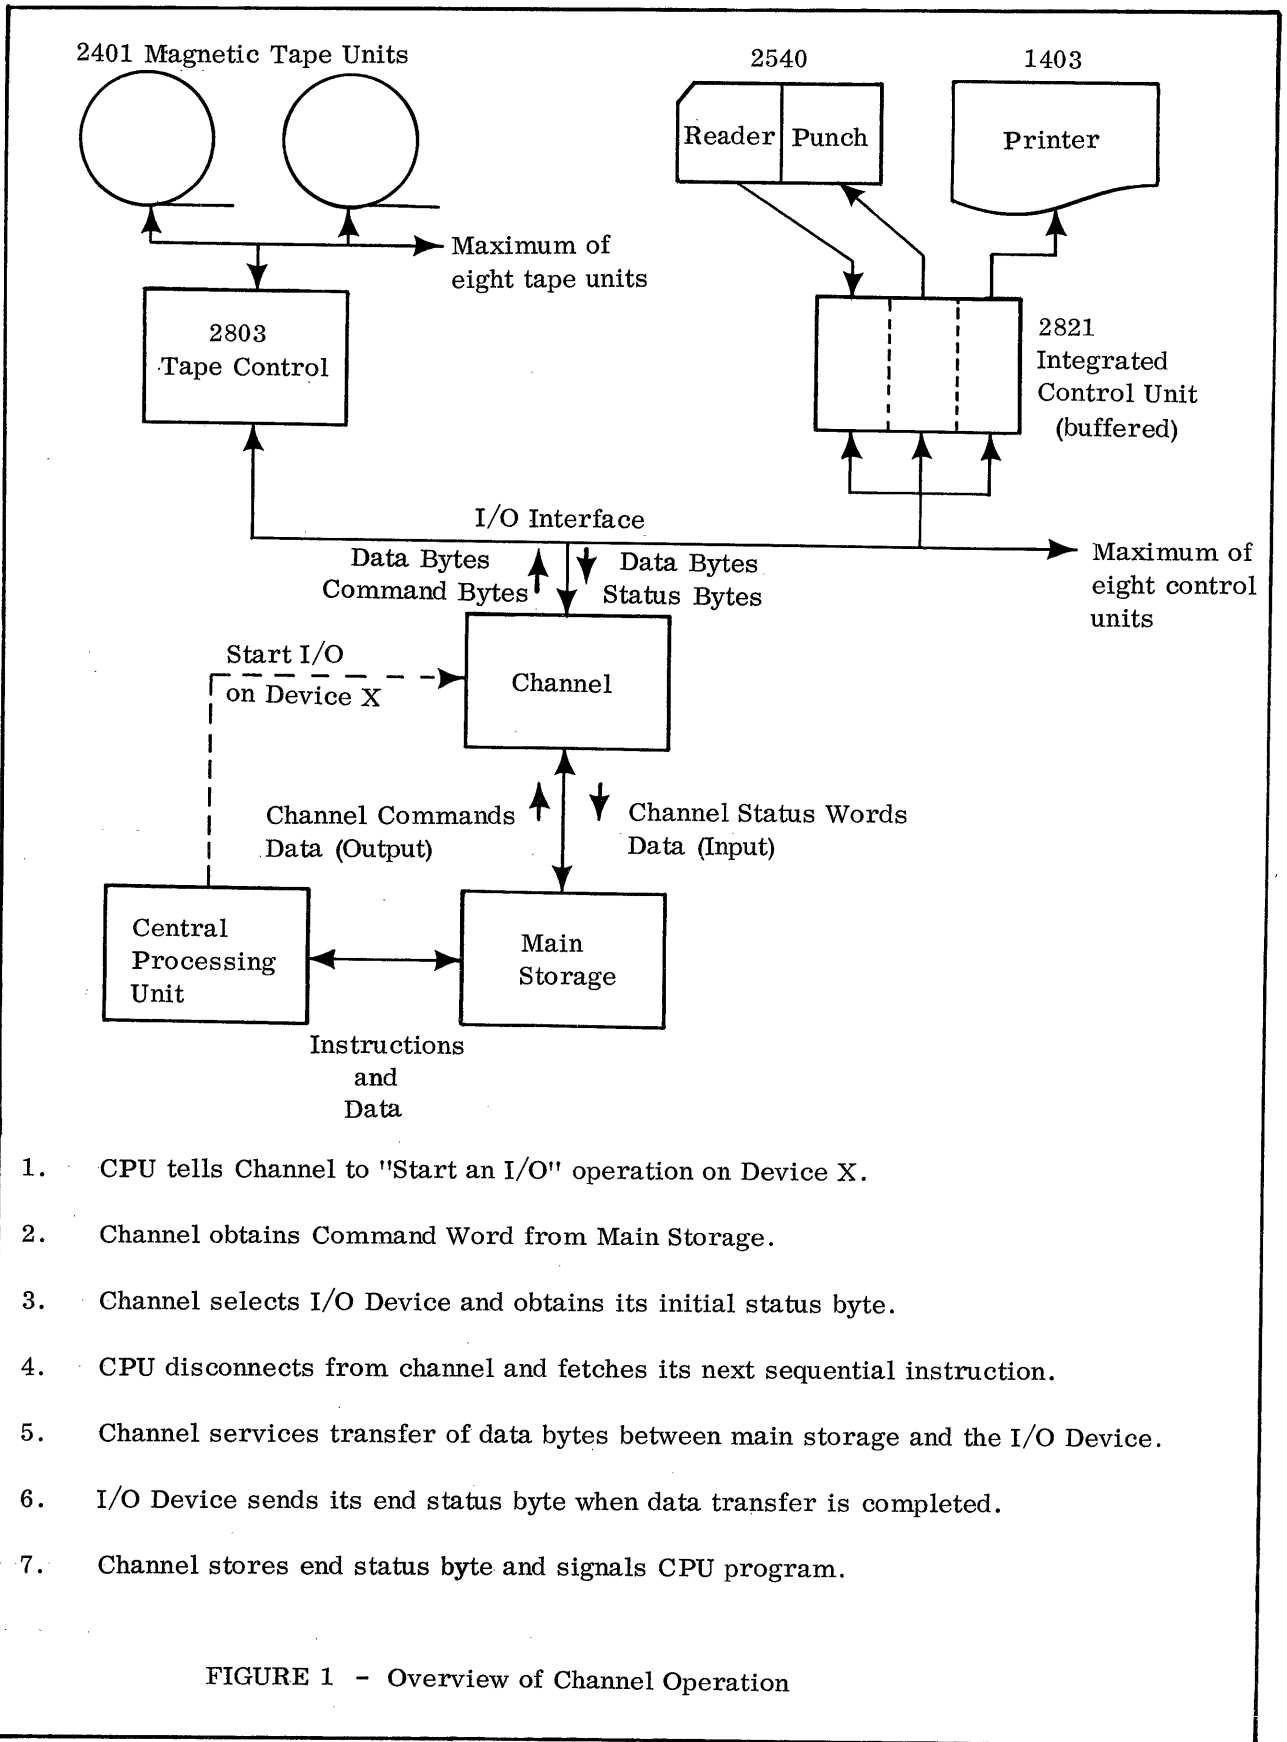 2401 Magnetic Tape Units
2540
1403
Reader
Punch
Printer
Maximum of
eight tape units
2803
Tape Control
2821
Integrated
Control Unit
(buffered)
I/O Interface
Data Bytes
Command Bytes
Data Bytes
Status Bytes
Maximum of
eight control
units
Start I/O
on Device X
Channel
Channel Commands
Data (Output)
Channel Status Words
Data (Input)
Central
Processing
Unit
Main
Storage
Instructions
and
Data
1. CPU tells Channel to "Start an I/O" operation on Device X.
2. Channel obtains Command Word from Main Storage.
3. Channel selects I/O Device and obtains its initial status byte.
4. CPU disconnects from channel and fetches its next sequential instruction.
5. Channel services transfer of data bytes between main storage and the I/O Device.
6. I/O Device sends its end status byte when data transfer is completed.
7. Channel stores end status byte and signals CPU program.
FIGURE 1 - Overview of Channel Operation